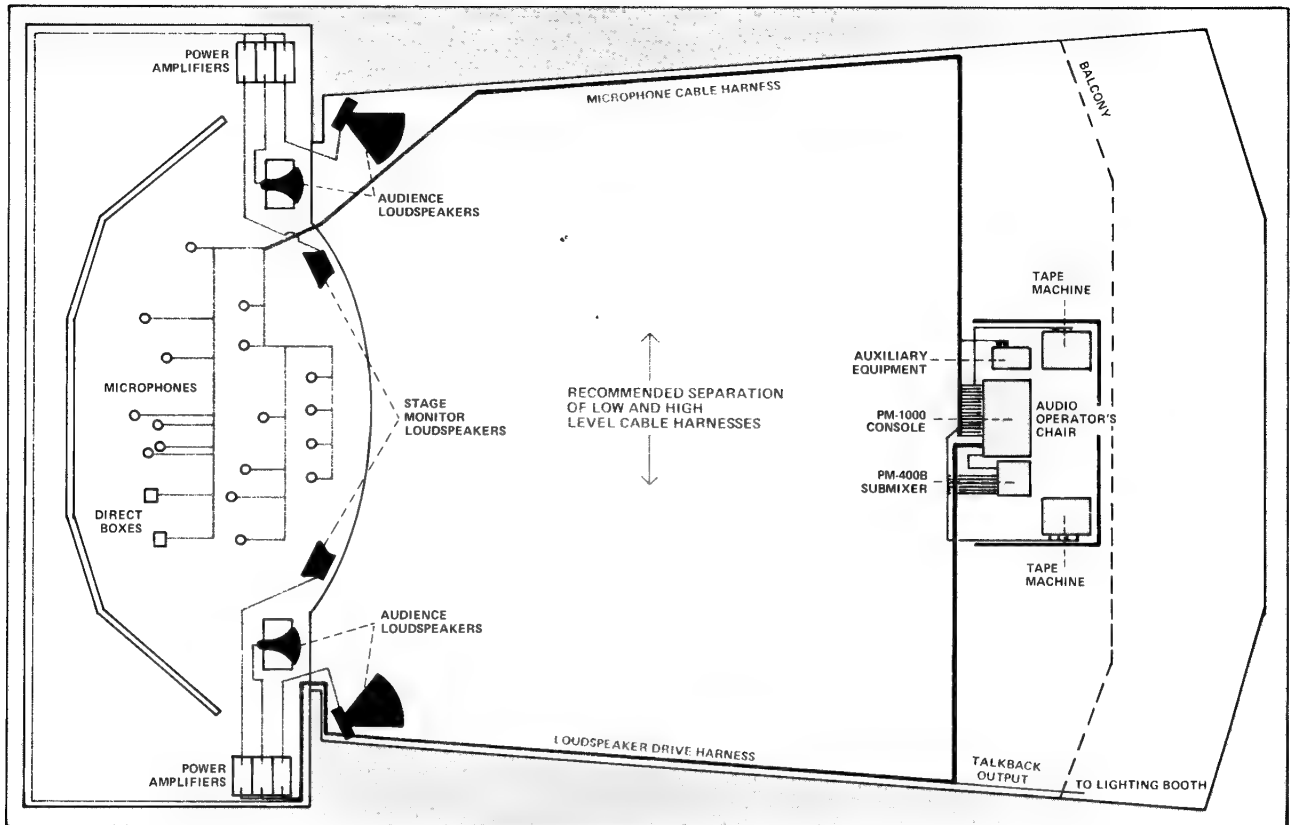 POWER
AMPLIFIERS
MICROPHONE CABLE HARNESS
BALCONY
AUDIENCE
LOUDSPEAKERS
TAPE
MACHINE
AUXILIARY
EQUIPMENT
MICROPHONES
STAGE
MONITOR
LOUDSPEAKERS
RECOMMENDED SEPARATION
OF LOW AND HIGH
LEVEL CABLE HARNESSES
PM-1000
CONSOLE
AUDIO
OPERATOR'S
CHAIR
PM-400B
SUBMIXER
DIRECT
BOXES
TAPE
MACHINE
AUDIENCE
LOUDSPEAKERS
LOUDSPEAKER DRIVE HARNESS
POWER
AMPLIFIERS
TALKBACK
OUTPUT
TO LIGHTING BOOTH